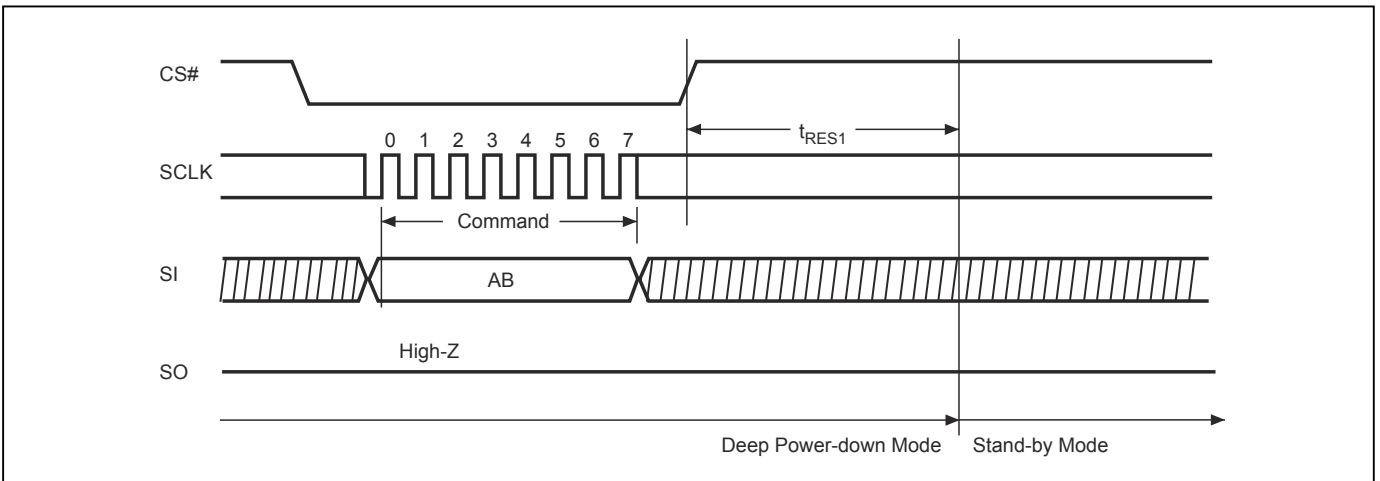 CS#
tRES1
0 1 2 3 4 5 6 7
SCLK
Command
SI
AB
High-Z
SO
Deep Power-down Mode
Stand-by Mode